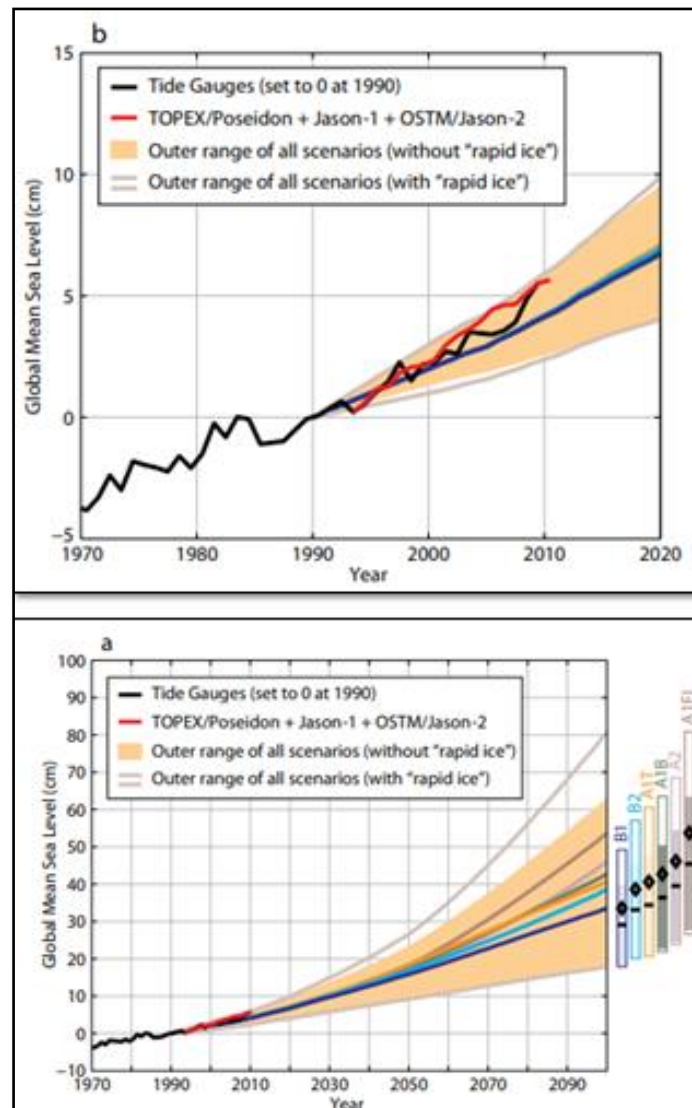 b
15
10
5
0
−5
Global Mean Sea Level (cm)
Tide Gauges (set to 0 at 1990)
TOPEX/Poseidon + Jason-1 + OSTM/Jason-2
Outer range of all scenarios (without "rapid ice")
Outer range of all scenarios (with "rapid ice")
1970 1980 1990 2000 2010 2020
Year
a
100
90
80
70
60
50
40
30
20
10
0
−10
Global Mean Sea Level (cm)
Tide Gauges (set to 0 at 1990)
TOPEX/Poseidon + Jason-1 + OSTM/Jason-2
Outer range of all scenarios (without "rapid ice")
Outer range of all scenarios (with "rapid ice")
B1
B2
A1T
A1B
A2
A1FI
1970 1990 2010 2030 2050 2070 2090
Year